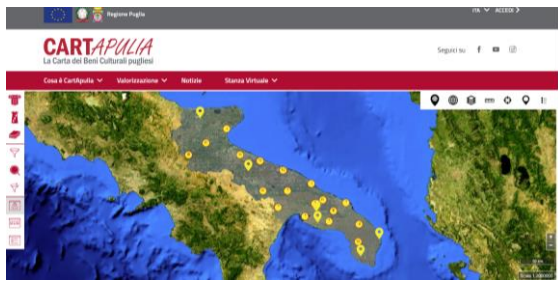 Regione Puglia
ITA
ACCEDI >
CARTAPULIA
La Carta dei Beni Culturali pugliesi
Seguici su
Cosa è CartApulia
Valorizzazione
Notizie
Stanza Virtuale